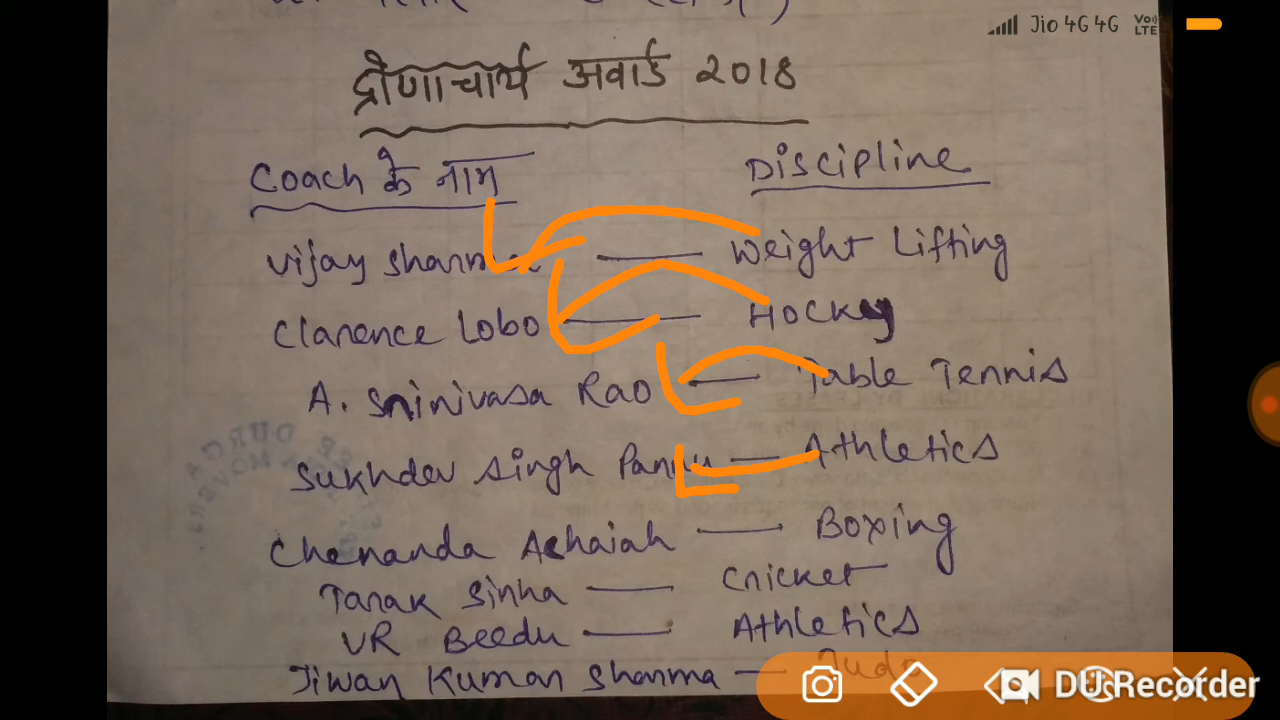 Jio 4G 4G VoLTE
द्रौणाचार्य अवार्ड 2018
Coach के नाम Discipline
Vijay Sharma — Weight Lifting
Clarence Lobo — Hockey
A. Srinivasa Rao — Table Tennis
Sukhdev Singh Pannu — Athletics
Chenanda Achaiah — Boxing
Tarak Sinha — Cricket
VR Beedu — Athletics
Jiwan Kumar Sharma — Judo
DU Recorder